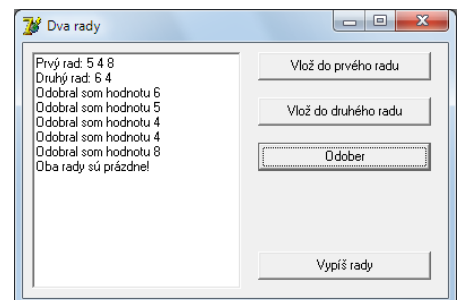 Dva rady
Prvý rad: 5 4 8
Druhý rad: 6 4
Odobral som hodnotu 6
Odobral som hodnotu 5
Odobral som hodnotu 4
Odobral som hodnotu 4
Odobral som hodnotu 8
Oba rady sú prázdne!
Vlož do prvého radu
Vlož do druhého radu
Odober
Vypíš rady